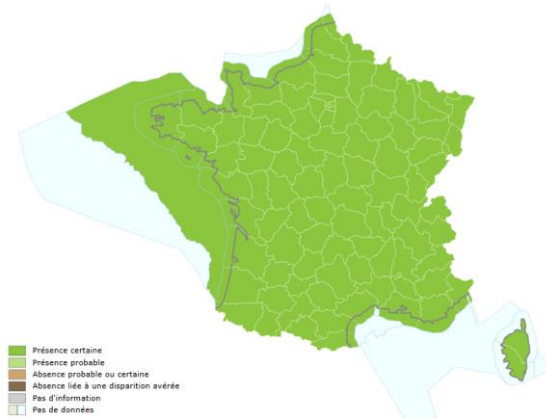 Présence certaine
Présence probable
Absence probable ou certaine
Absence liée à une disparition avérée
Pas d'information
Pas de données